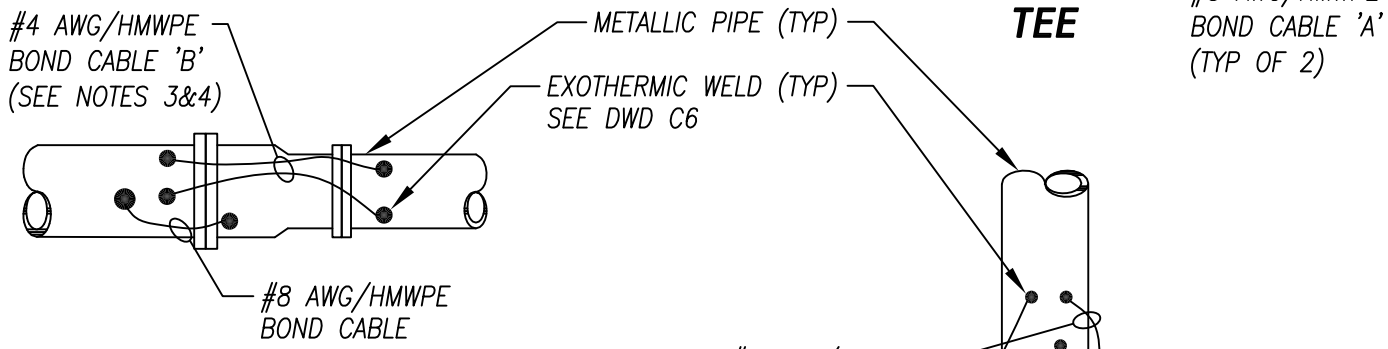 #4 AWG/HMWPE
BOND CABLE 'B'
(SEE NOTES 3&4)
METALLIC PIPE (TYP)
EXOTHERMIC WELD (TYP)
SEE DWD C6
TEE
BOND CABLE 'A'
(TYP OF 2)
#8 AWG/HMWPE
BOND CABLE